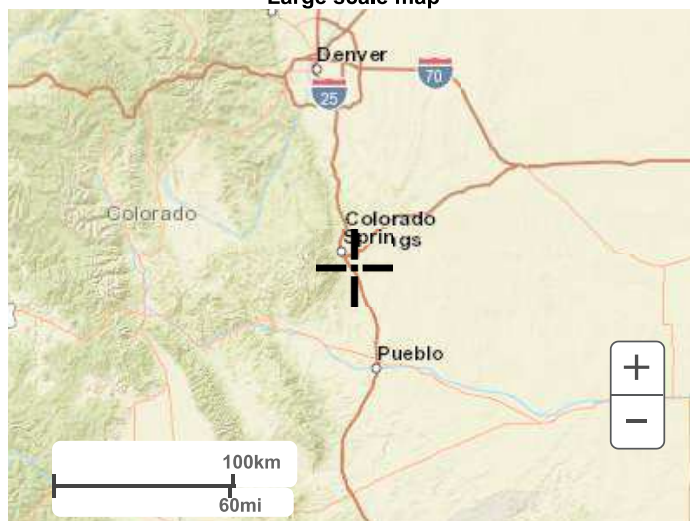 Large scale map
Denver
70
25
Colorado
Colorado
Springs
Pueblo
+
−
100km
60mi